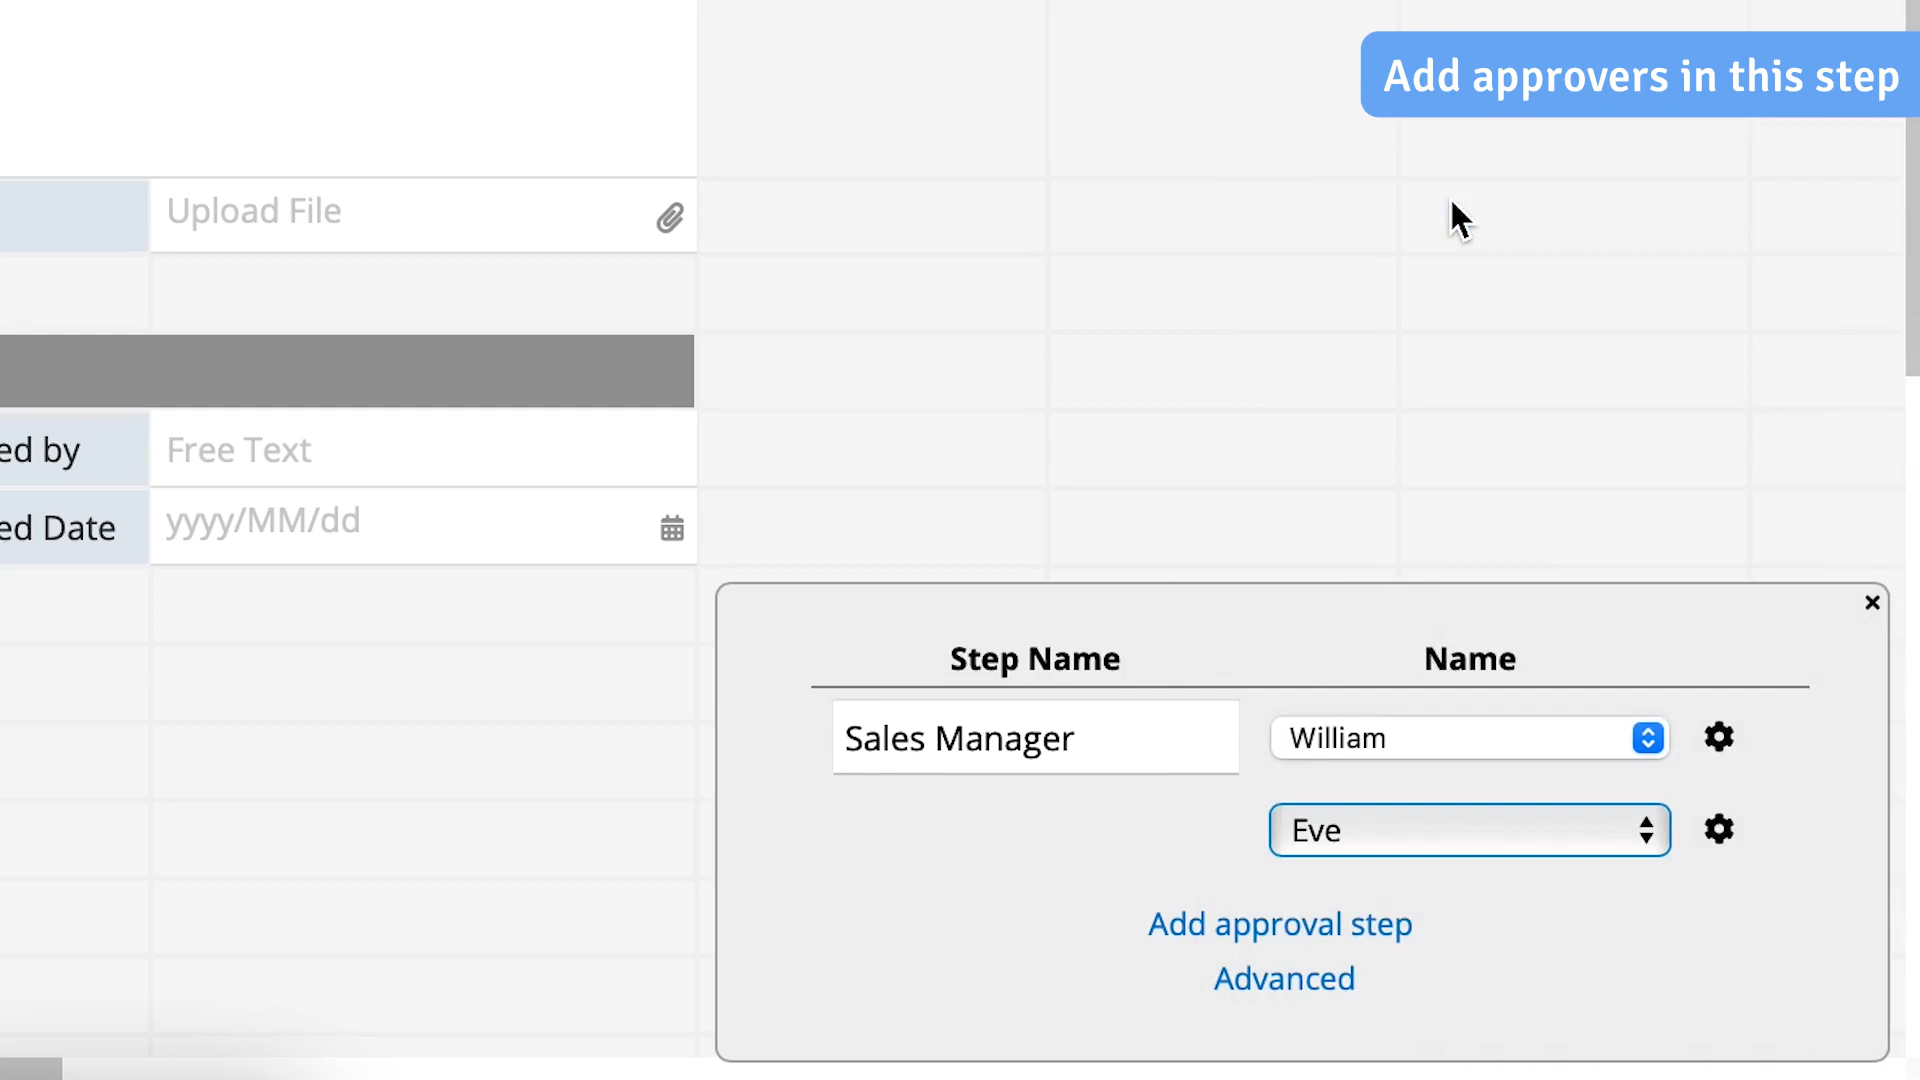 Add approvers in this step
Upload File
ed by
Free Text
ed Date
yyyy/MM/dd
Step Name
Name
Sales Manager
William
Eve
Add approval step
Advanced